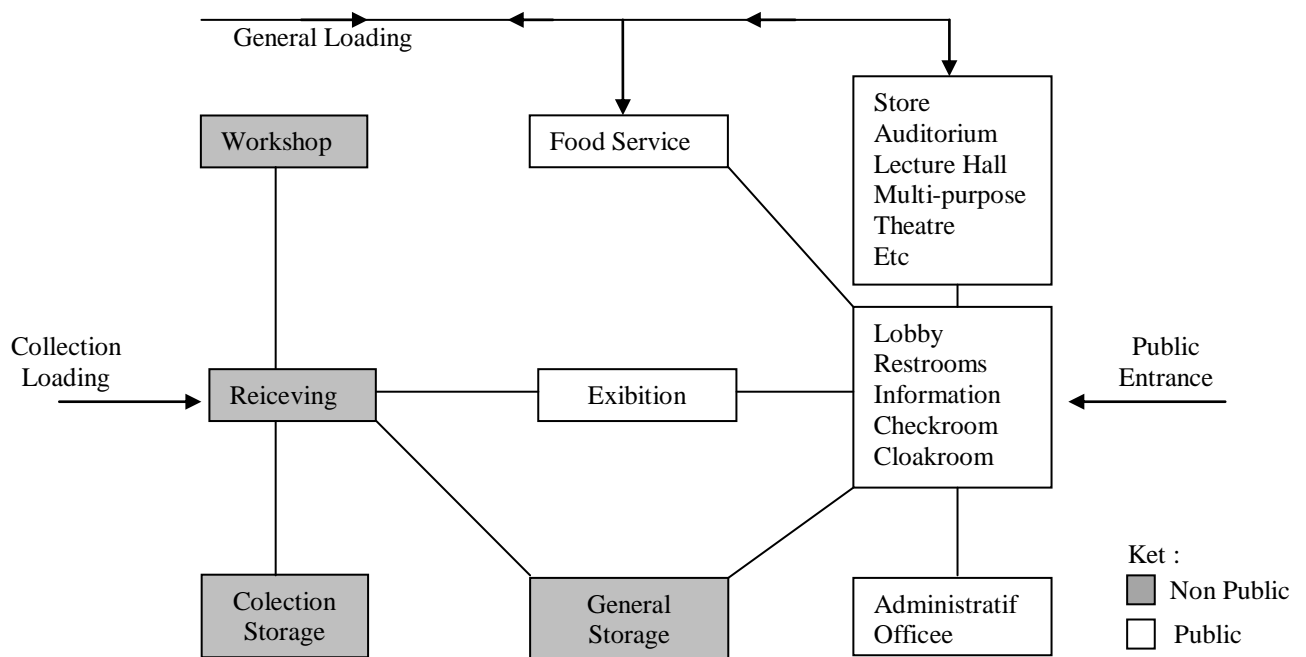 General Loading
Workshop
Food Service
Store
Auditorium
Lecture Hall
Multi-purpose
Theatre
Etc
Collection
Loading
Reiceving
Exibition
Lobby
Restrooms
Information
Checkroom
Cloakroom
Public
Entrance
Colection
Storage
General
Storage
Administratif
Officee
Ket :
Non Public
Public